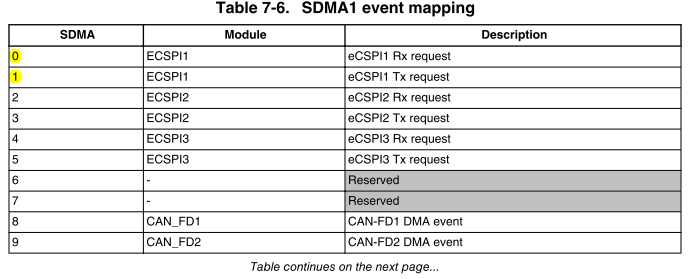 Table 7-6. SDMA1 event mapping
SDMA Module Description
0 ECSPI1 eCSPI1 Rx request
1 ECSPI1 eCSPI1 Tx request
2 ECSPI2 eCSPI2 Rx request
3 ECSPI2 eCSPI2 Tx request
4 ECSPI3 eCSPI3 Rx request
5 ECSPI3 eCSPI3 Tx request
6 - Reserved
7 - Reserved
8 CAN_FD1 CAN-FD1 DMA event
9 CAN_FD2 CAN-FD2 DMA event
Table continues on the next page...